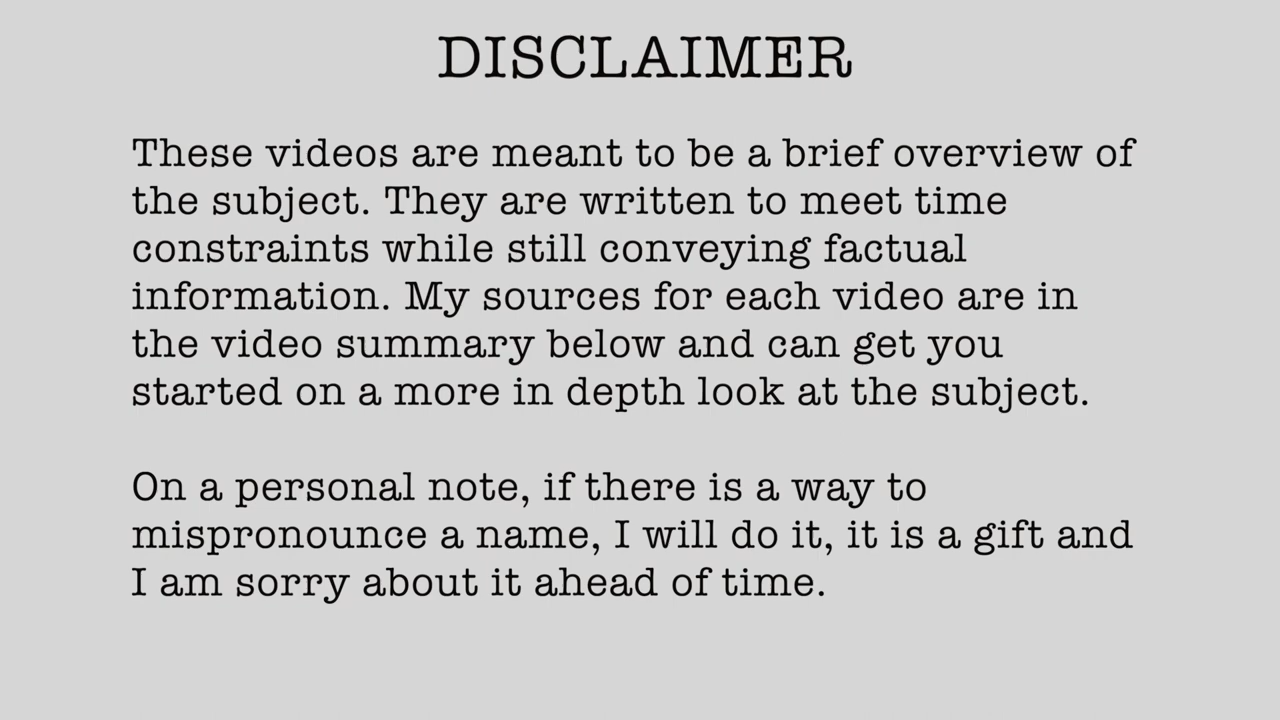 DISCLAIMER
These videos are meant to be a brief overview of
the subject. They are written to meet time
constraints while still conveying factual
information. My sources for each video are in
the video summary below and can get you
started on a more in depth look at the subject.
On a personal note, if there is a way to
mispronounce a name, I will do it, it is a gift and
I am sorry about it ahead of time.